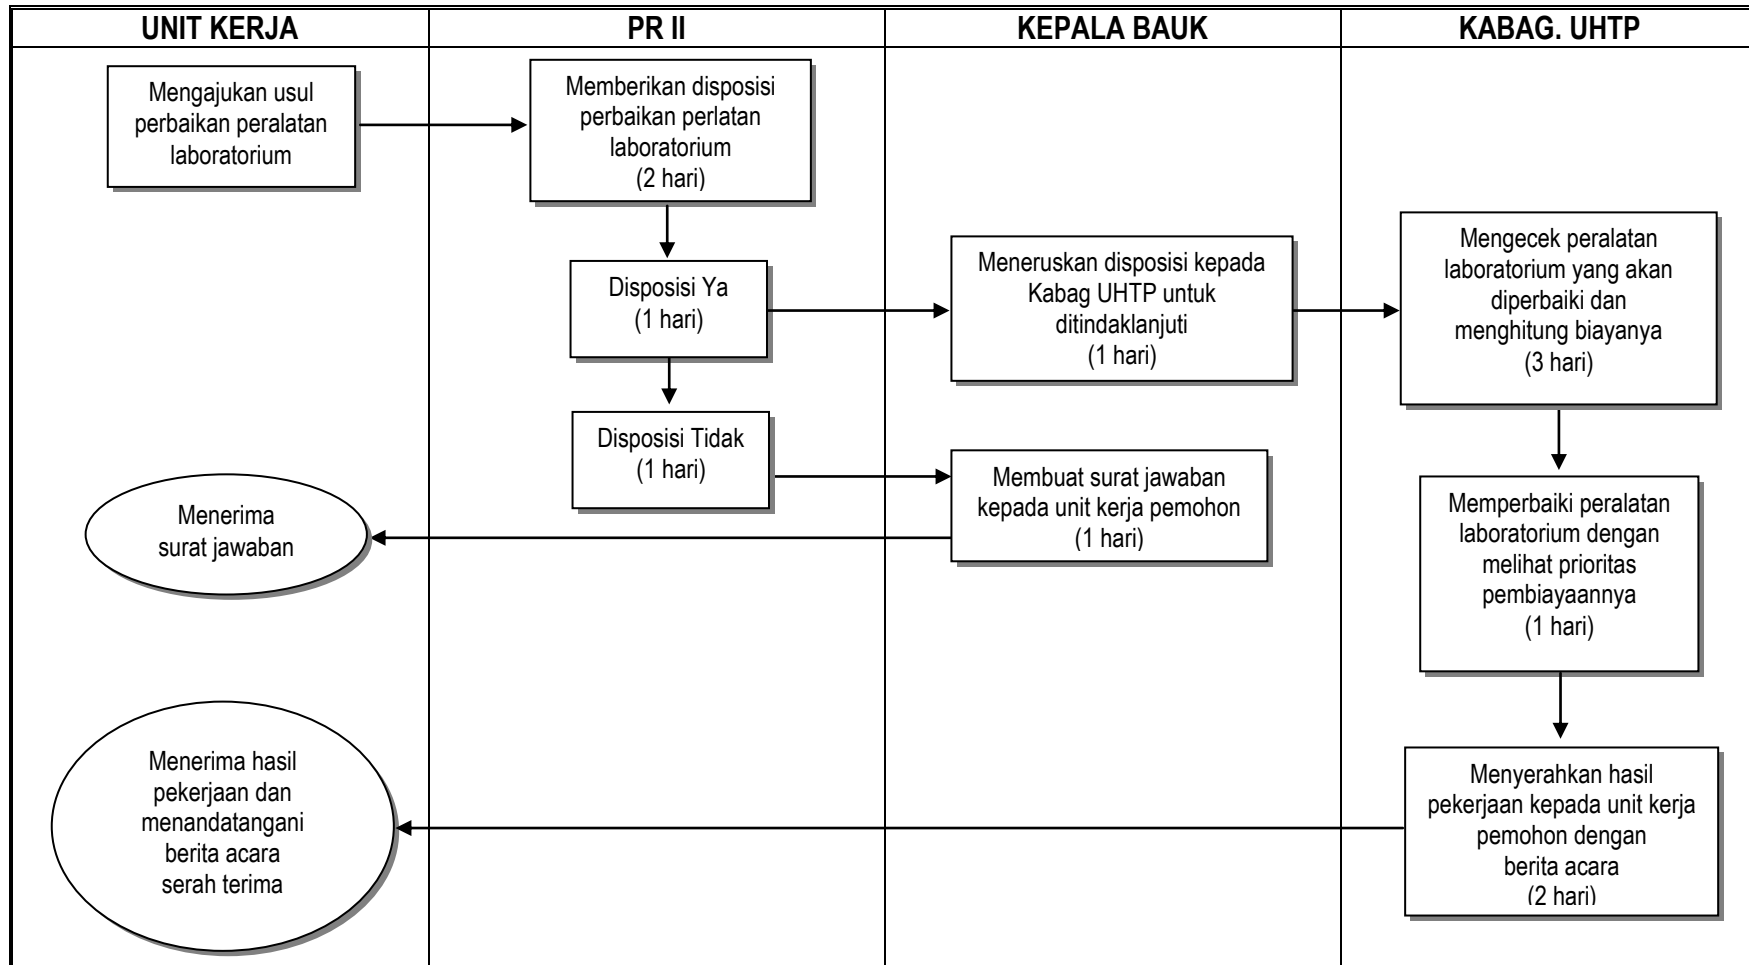 UNIT KERJA
PR II
KEPALA BAUK
KABAG. UHTP
Mengajukan usul
perbaikan peralatan
laboratorium
Memberikan disposisi
perbaikan perlatan
laboratorium
(2 hari)
Disposisi Ya
(1 hari)
Meneruskan disposisi kepada
Kabag UHTP untuk
ditindaklanjuti
(1 hari)
Mengecek peralatan
laboratorium yang akan
diperbaiki dan
menghitung biayanya
(3 hari)
Disposisi Tidak
(1 hari)
Membuat surat jawaban
kepada unit kerja pemohon
(1 hari)
Menerima
surat jawaban
Memperbaiki peralatan
laboratorium dengan
melihat prioritas
pembiayaannya
(1 hari)
Menyerahkan hasil
pekerjaan kepada unit kerja
pemohon dengan
berita acara
(2 hari)
Menerima hasil
pekerjaan dan
menandatangani
berita acara
serah terima